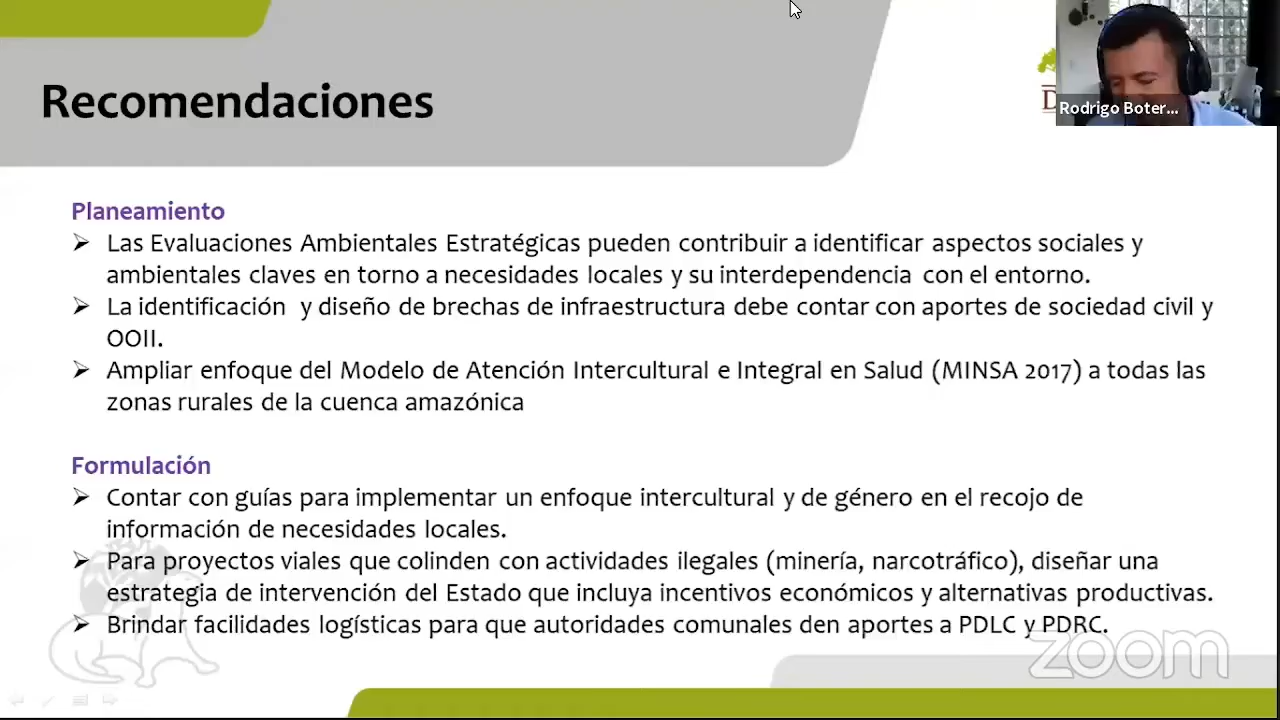 Recomendaciones
D
Rodrigo Boter...
Planeamiento
➢ Las Evaluaciones Ambientales Estratégicas pueden contribuir a identificar aspectos sociales y
ambientales claves en torno a necesidades locales y su interdependencia con el entorno.
➢ La identificación y diseño de brechas de infraestructura debe contar con aportes de sociedad civil y
OOII.
➢ Ampliar enfoque del Modelo de Atención Intercultural e Integral en Salud (MINSA 2017) a todas las
zonas rurales de la cuenca amazónica
Formulación
➢ Contar con guías para implementar un enfoque intercultural y de género en el recojo de
información de necesidades locales.
➢ Para proyectos viales que colinden con actividades ilegales (minería, narcotráfico), diseñar una
estrategia de intervención del Estado que incluya incentivos económicos y alternativas productivas.
➢ Brindar facilidades logísticas para que autoridades comunales den aportes a PDLC y PDRC.
zoom